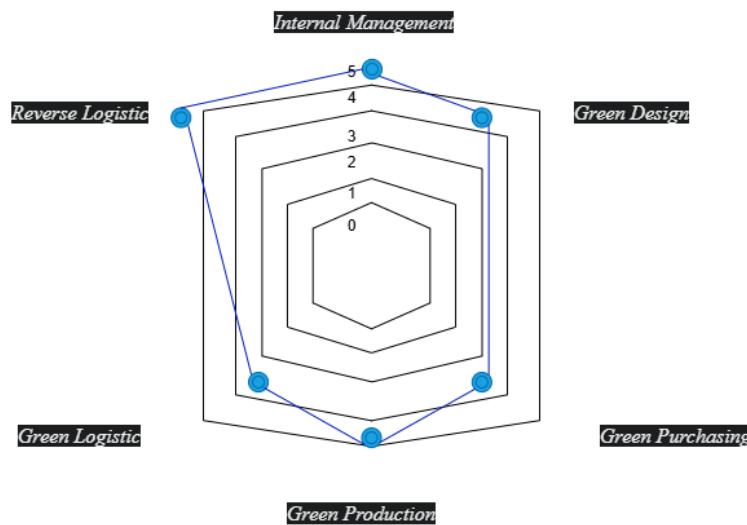 Internal Management
5
4
Reverse Logistic
Green Design
3
2
1
0
Green Logistic
Green Purchasing
Green Production